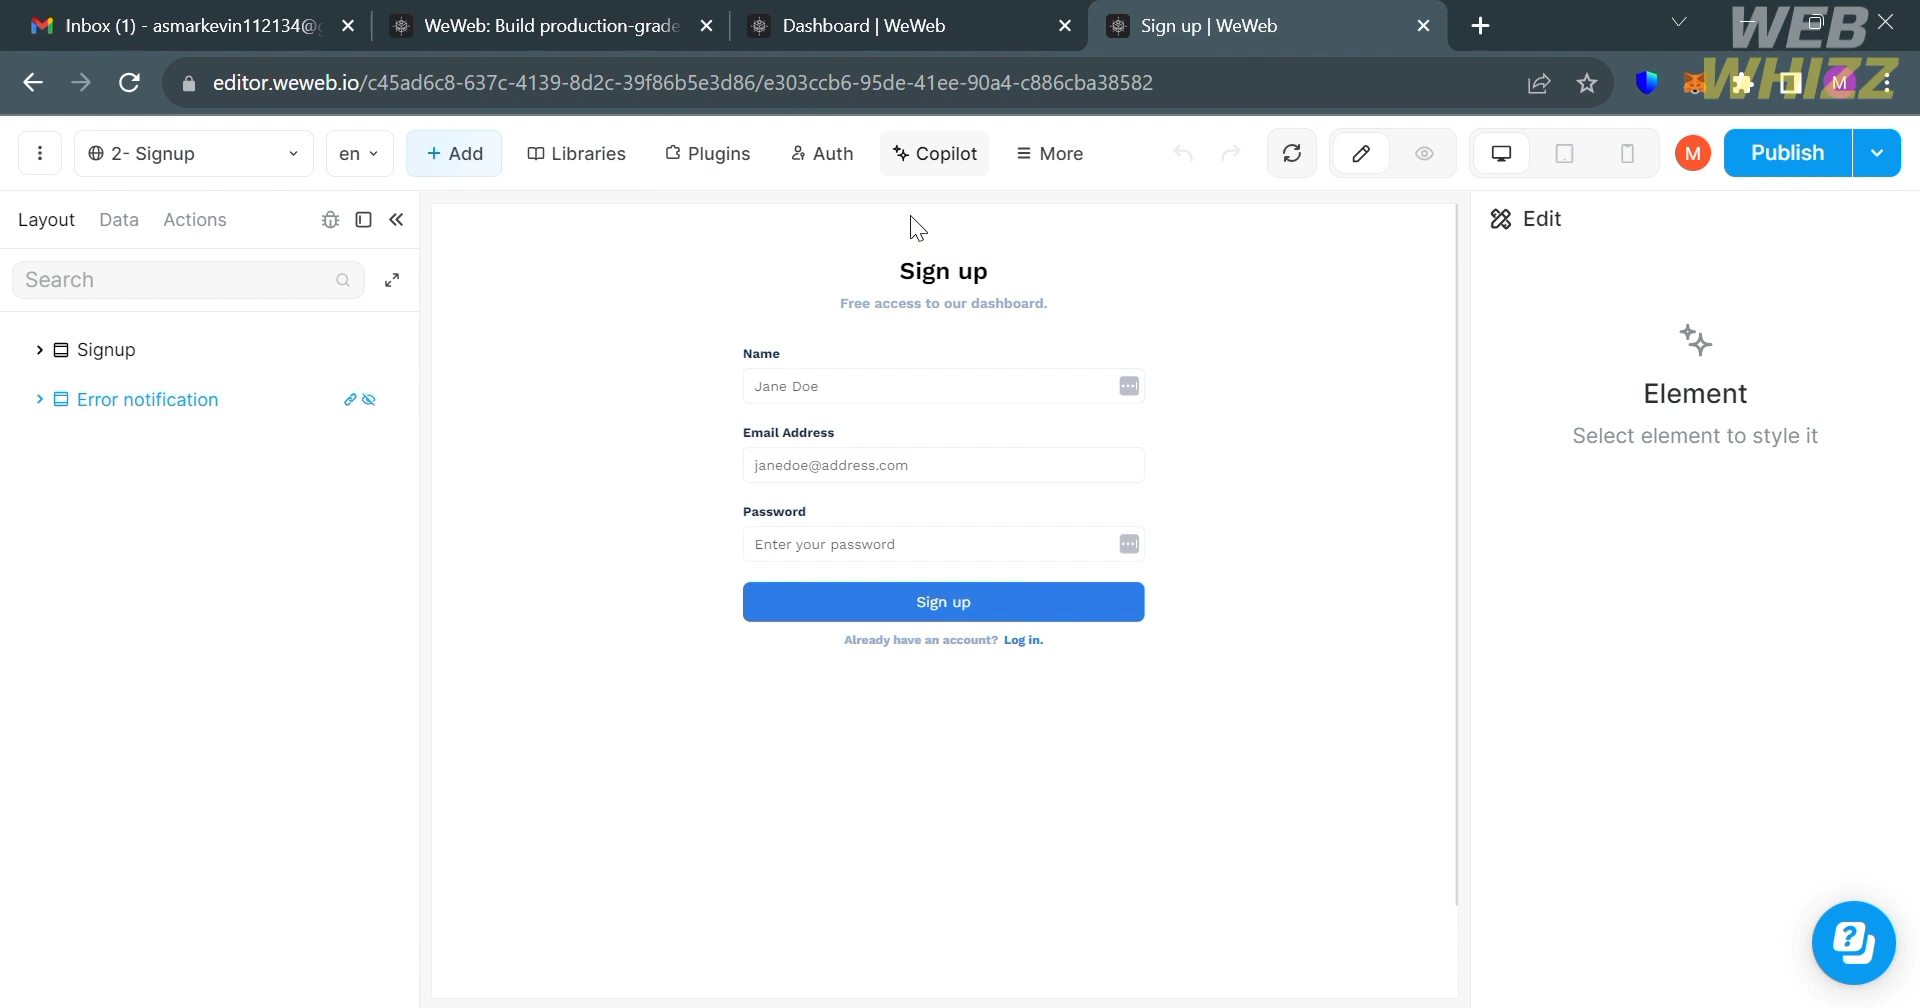 Inbox (1) - asmarkevin112134@g
WeWeb: Build production-grade
Dashboard | WeWeb
Sign up | WeWeb
WEB
WHIZZ
editor.weweb.io/c45ad6c8-637c-4139-8d2c-39f86b5e3d86/e303ccb6-95de-41ee-90a4-c886cba38582
M
2- Signup
en
+ Add
Libraries
Plugins
Auth
Copilot
More
M
Publish
Layout
Data
Actions
Search
Signup
Error notification
Sign up
Free access to our dashboard.
Name
Jane Doe
Email Address
janedoe@address.com
Password
Enter your password
Sign up
Already have an account? Log in.
Edit
Element
Select element to style it